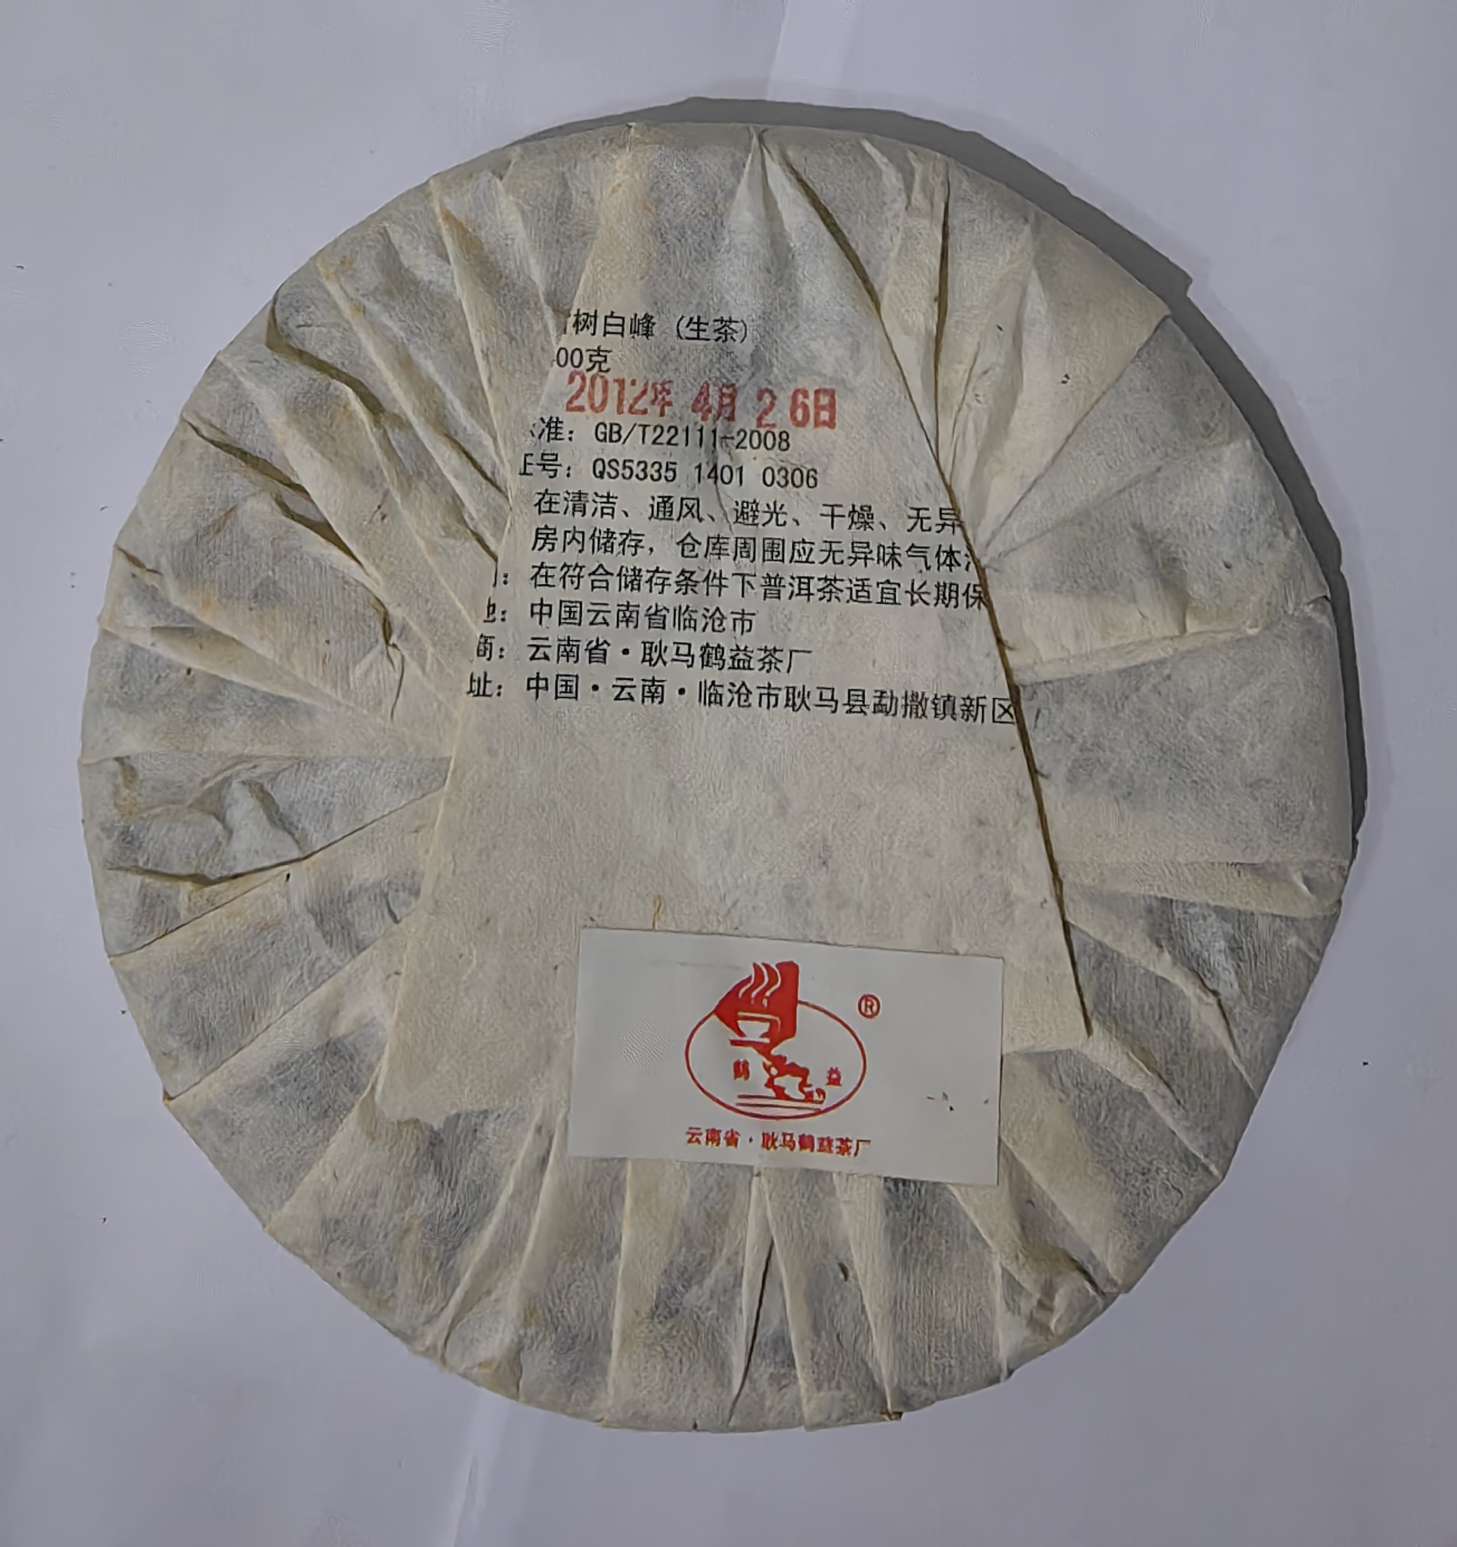 树白峰 (生茶)
00克
2012年 4月 26日
准: GB/T22111-2008
证号: QS5335 1401 0306
在清洁、通风、避光、干燥、无异
房内储存, 仓库周围应无异味气体
: 在符合储存条件下普洱茶适宜长期保
地: 中国云南省临沧市
商: 云南省·耿马鹤益茶厂
址: 中国·云南·临沧市耿马县勐撒镇新区
®
鹤 益
云南省·耿马鹤益茶厂